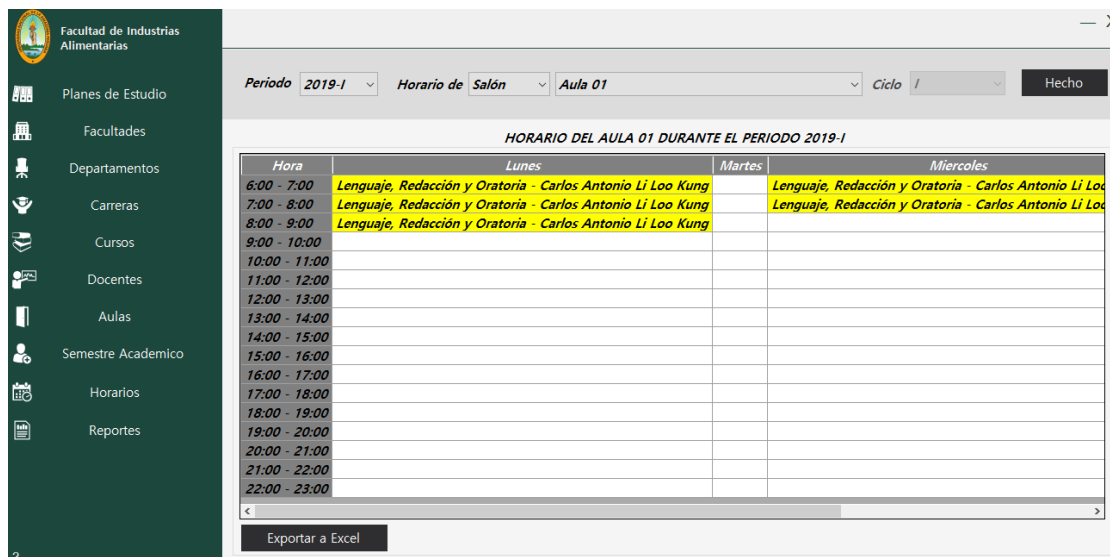 Facultad de Industrias
Alimentarias
Planes de Estudio
Facultades
Departamentos
Carreras
Cursos
Docentes
Aulas
Semestre Academico
Horarios
Reportes
Periodo 2019-I Horario de Salón Aula 01 Ciclo I Hecho
HORARIO DEL AULA 01 DURANTE EL PERIODO 2019-I
Hora Lunes Martes Miercoles
6:00 - 7:00 Lenguaje, Redacción y Oratoria - Carlos Antonio Li Loo Kung Lenguaje, Redacción y Oratoria - Carlos Antonio Li Loo
7:00 - 8:00 Lenguaje, Redacción y Oratoria - Carlos Antonio Li Loo Kung Lenguaje, Redacción y Oratoria - Carlos Antonio Li Loo
8:00 - 9:00 Lenguaje, Redacción y Oratoria - Carlos Antonio Li Loo Kung
9:00 - 10:00
10:00 - 11:00
11:00 - 12:00
12:00 - 13:00
13:00 - 14:00
14:00 - 15:00
15:00 - 16:00
16:00 - 17:00
17:00 - 18:00
18:00 - 19:00
19:00 - 20:00
20:00 - 21:00
21:00 - 22:00
22:00 - 23:00
Exportar a Excel